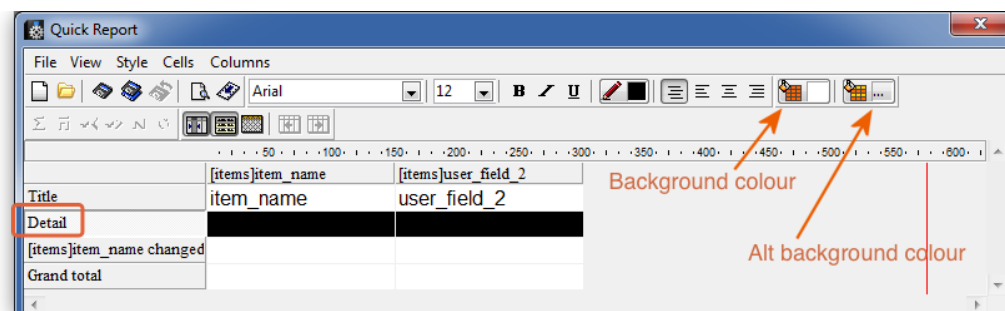 Quick Report
File View Style Cells Columns
Arial 12 B I U ...
Σ n N
50 100 150 200 250 300 350 400 450 500 550 600
[items]item_name [items]user_field_2
Background colour
Title item_name user_field_2
Detail
[items]item_name changed
Alt background colour
Grand total